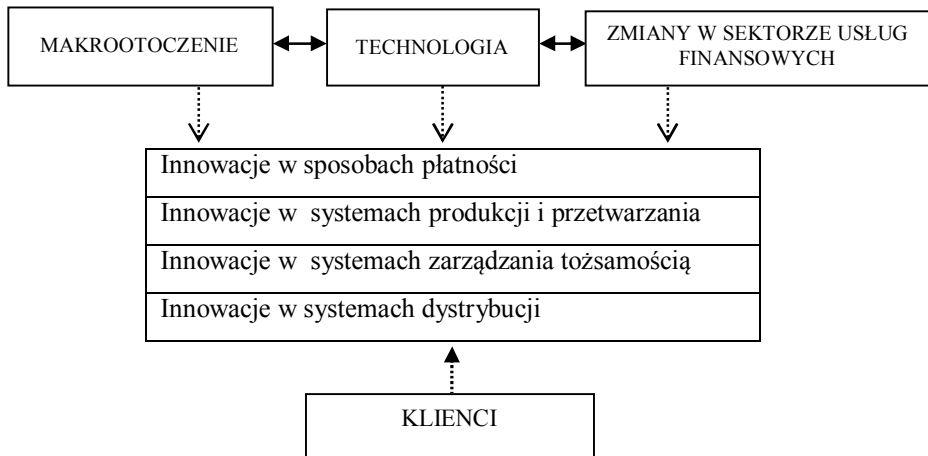 MAKROOTOCZENIE
TECHNOLOGIA
ZMIANY W SEKTORZE USŁUG
FINANSOWYCH
Innowacje w sposobach płatności
Innowacje w systemach produkcji i przetwarzania
Innowacje w systemach zarządzania tożsamością
Innowacje w systemach dystrybucji
KLIENCI